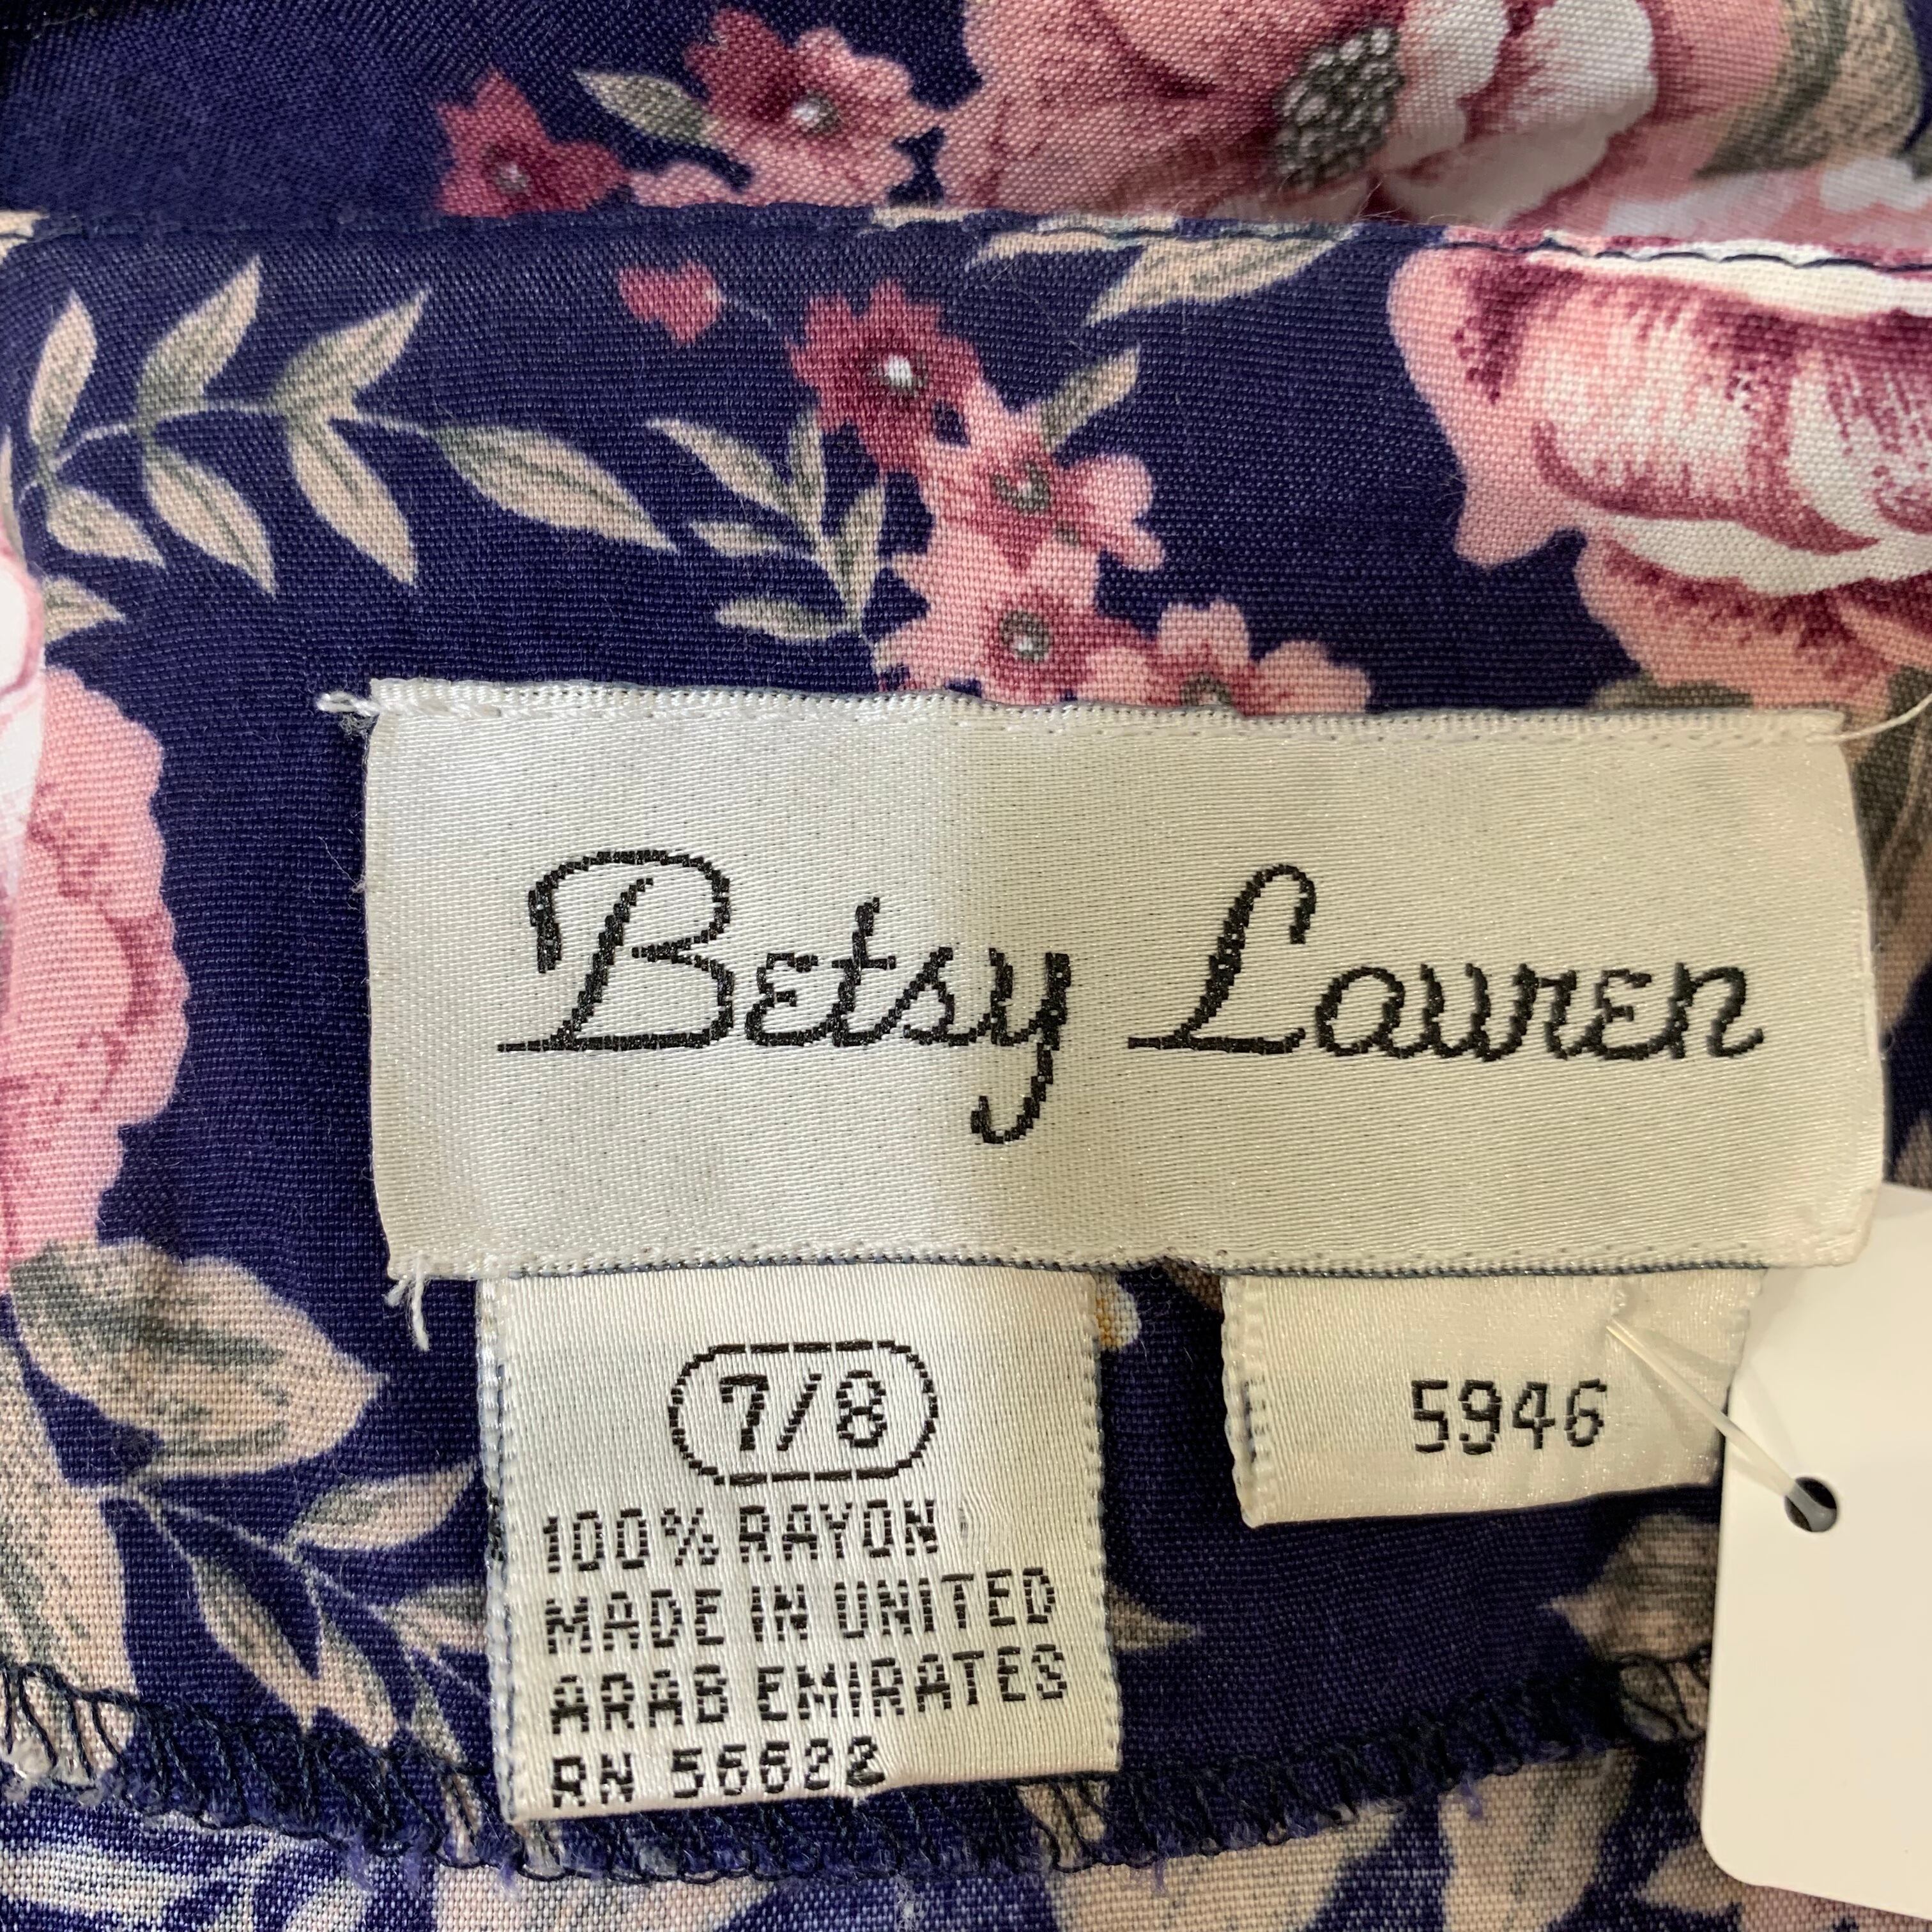 Betsy Lauren
7/8
100% RAYON
MADE IN UNITED
ARAB EMIRATES
RN 56622
5946